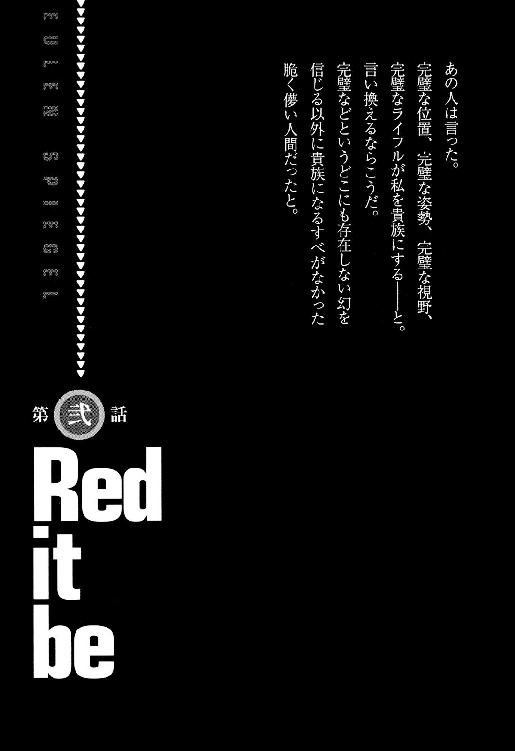 あの人は言った。
完璧な位置、完璧な姿勢、完璧な視野、
完璧なライフルが私を貴族にする――と。
言い換えるならこうだ。
完璧などというどこにも存在しない幻を
信じる以外に貴族になるすべがなかった
脆く儚い人間だったと。
EULEN SPIEGEL
第弐話
Red
it
be